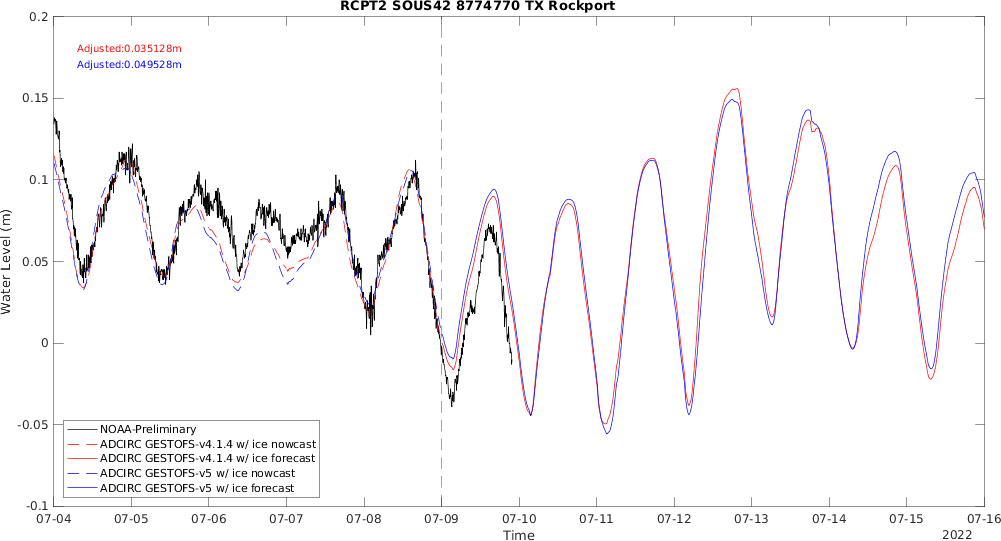 RCPT2 SOUS42 8774770 TX Rockport
Adjusted:0.035128m
Adjusted:0.049528m
Water Level (m)
0.2
0.15
0.1
0.05
0
-0.05
-0.1
NOAA-Preliminary
ADCIRC GESTOFS-v4.1.4 w/ ice nowcast
ADCIRC GESTOFS-v4.1.4 w/ ice forecast
ADCIRC GESTOFS-v5 w/ ice nowcast
ADCIRC GESTOFS-v5 w/ ice forecast
07-04 07-05 07-06 07-07 07-08 07-09 07-10 07-11 07-12 07-13 07-14 07-15 07-16
Time
2022